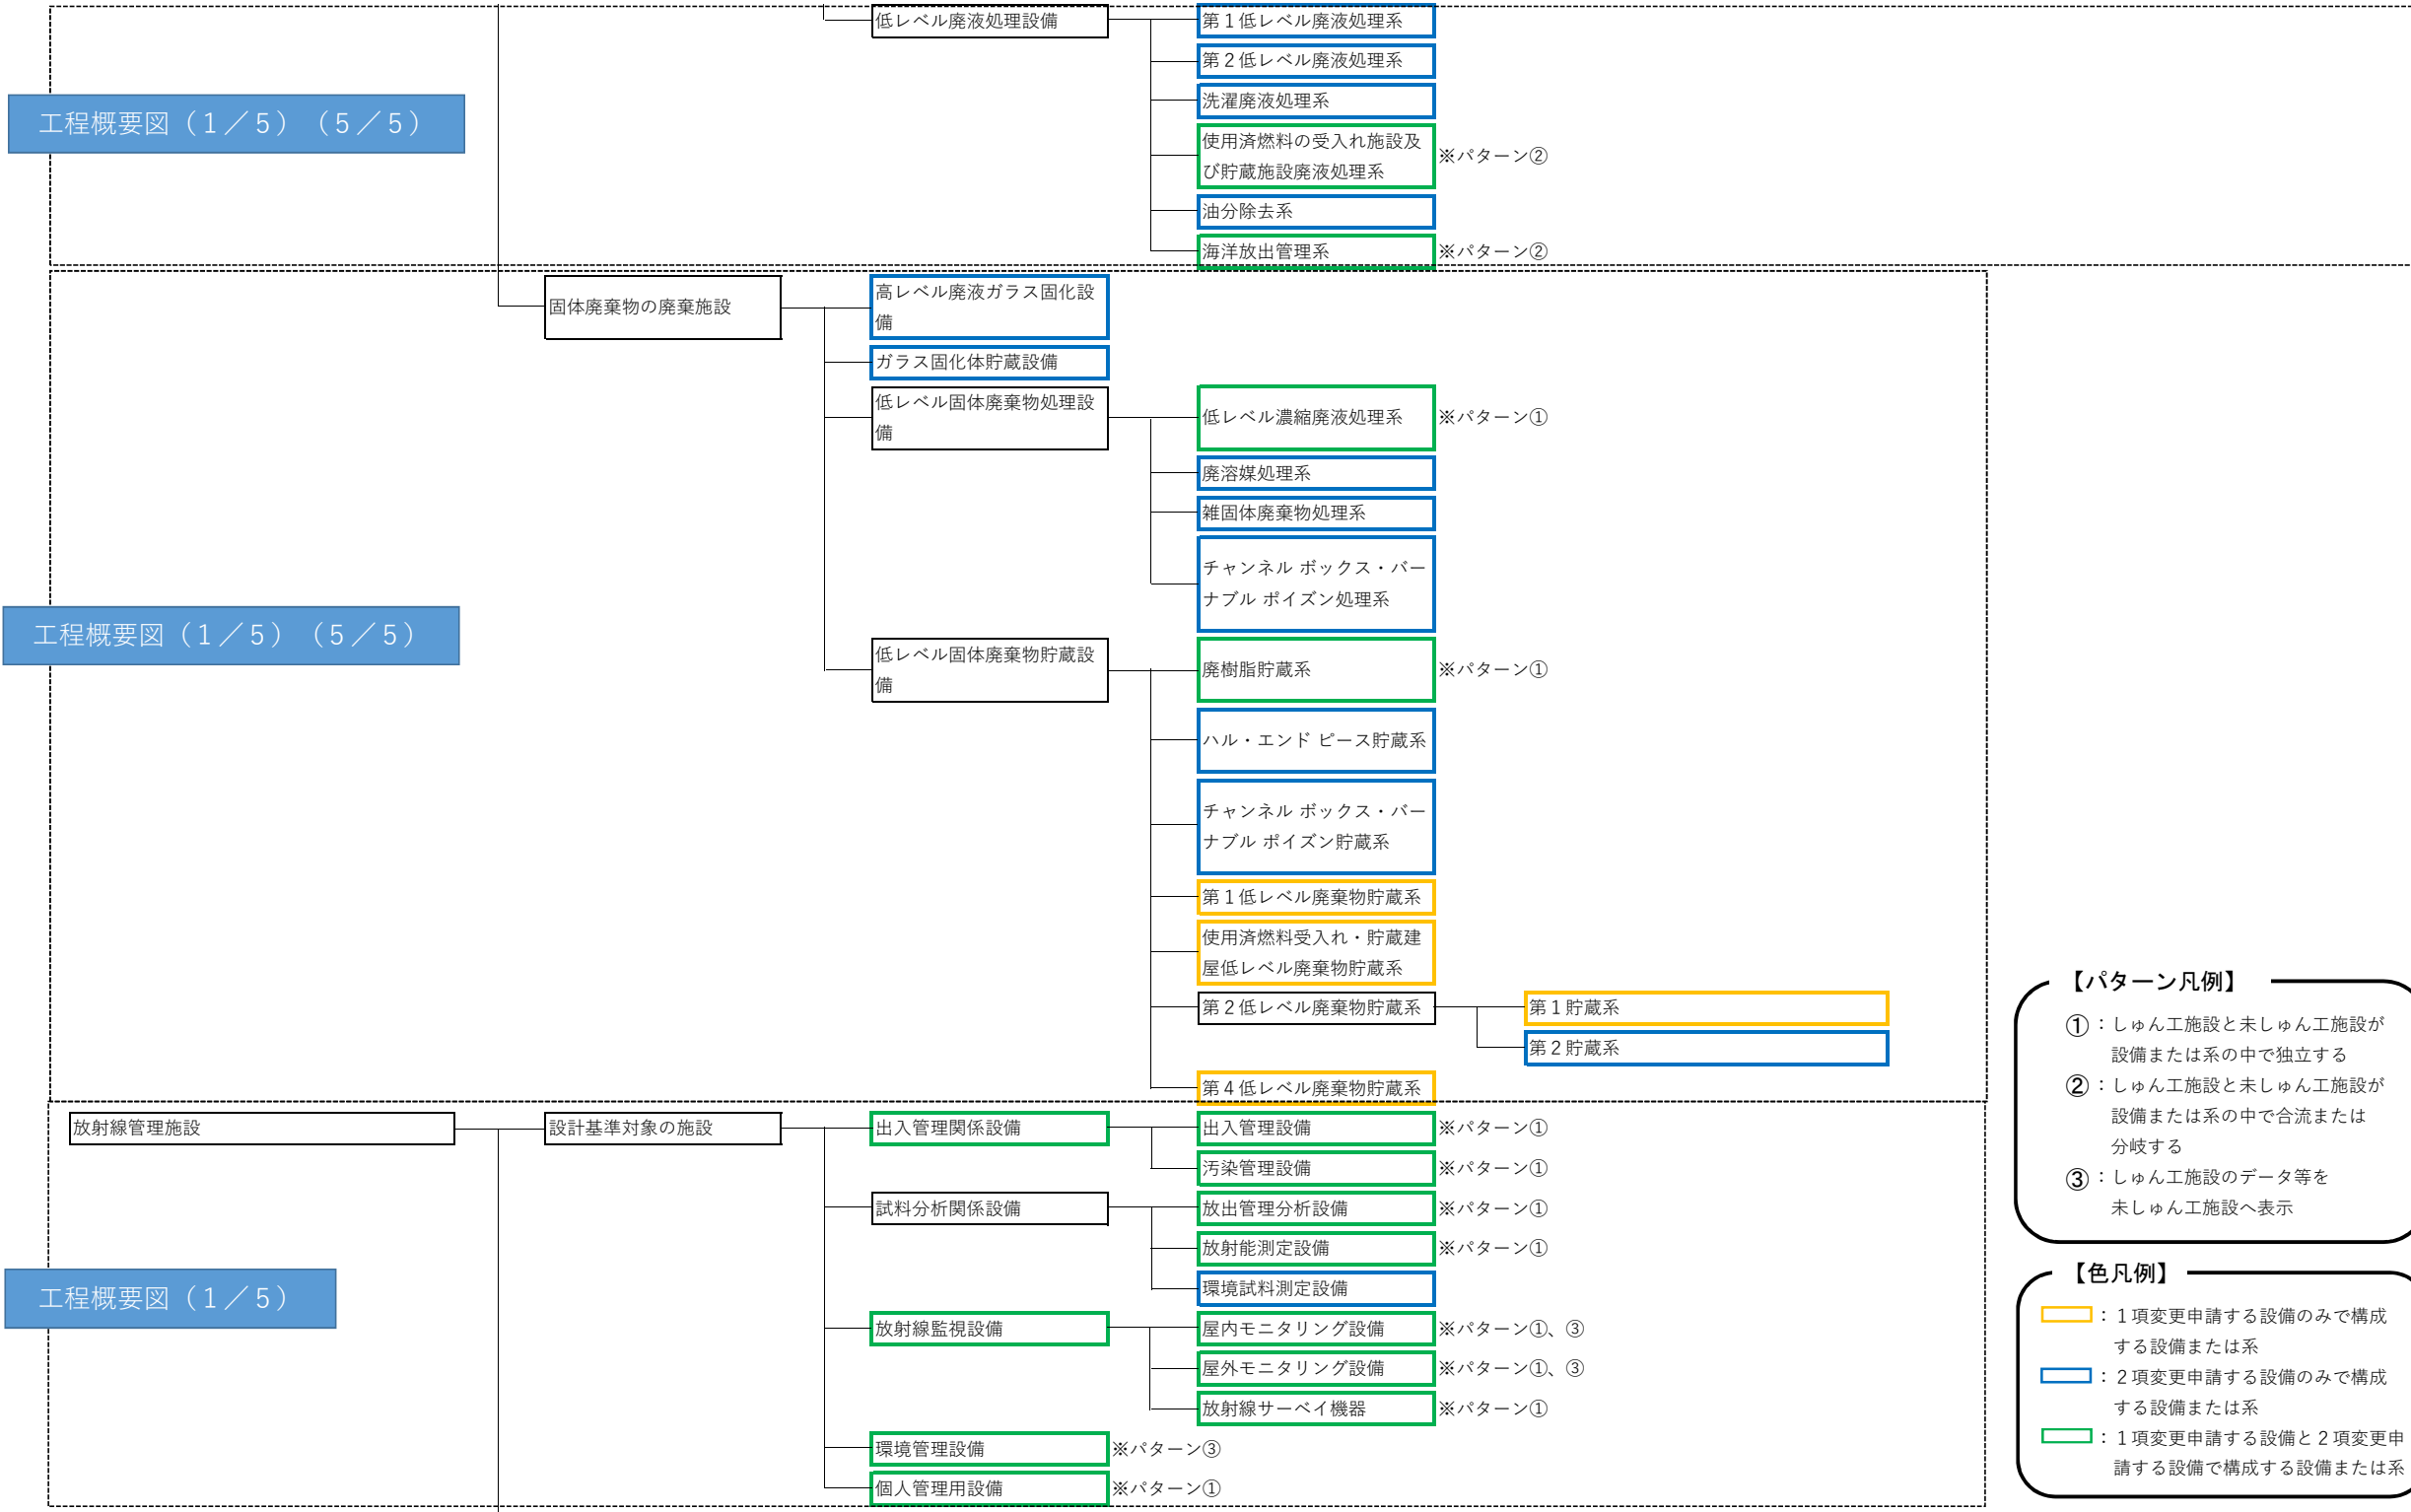 低レベル廃液処理設備
第１低レベル廃液処理系
第２低レベル廃液処理系
洗濯廃液処理系
使用済燃料の受入れ施設及
び貯蔵施設廃液処理系
※パターン②
油分除去系
海洋放出管理系
※パターン②
工程概要図（１／５）（５／５）
固体廃棄物の廃棄施設
高レベル廃液ガラス固化設
備
ガラス固化体貯蔵設備
低レベル固体廃棄物処理設
備
低レベル濃縮廃液処理系
※パターン①
廃溶媒処理系
雑固体廃棄物処理系
チャンネル ボックス・バー
ナブル ポイズン処理系
工程概要図（１／５）（５／５）
低レベル固体廃棄物貯蔵設
備
廃樹脂貯蔵系
※パターン①
ハル・エンド ピース貯蔵系
チャンネル ボックス・バー
ナブル ポイズン貯蔵系
第１低レベル廃棄物貯蔵系
使用済燃料受入れ・貯蔵建
屋低レベル廃棄物貯蔵系
第２低レベル廃棄物貯蔵系
第１貯蔵系
第２貯蔵系
第４低レベル廃棄物貯蔵系
放射線管理施設
設計基準対象の施設
出入管理関係設備
出入管理設備
※パターン①
汚染管理設備
※パターン①
試料分析関係設備
放出管理分析設備
※パターン①
放射能測定設備
※パターン①
環境試料測定設備
工程概要図（１／５）
放射線監視設備
屋内モニタリング設備
※パターン①、③
屋外モニタリング設備
※パターン①、③
放射線サーベイ機器
※パターン①
環境管理設備
※パターン③
個人管理用設備
※パターン①
【パターン凡例】
①：しゅん工施設と未しゅん工施設が
設備または系の中で独立する
②：しゅん工施設と未しゅん工施設が
設備または系の中で合流または
分岐する
③：しゅん工施設のデータ等を
未しゅん工施設へ表示
【色凡例】
：１項変更申請する設備のみで構成
する設備または系
：２項変更申請する設備のみで構成
する設備または系
：１項変更申請する設備と２項変更申
請する設備で構成する設備または系